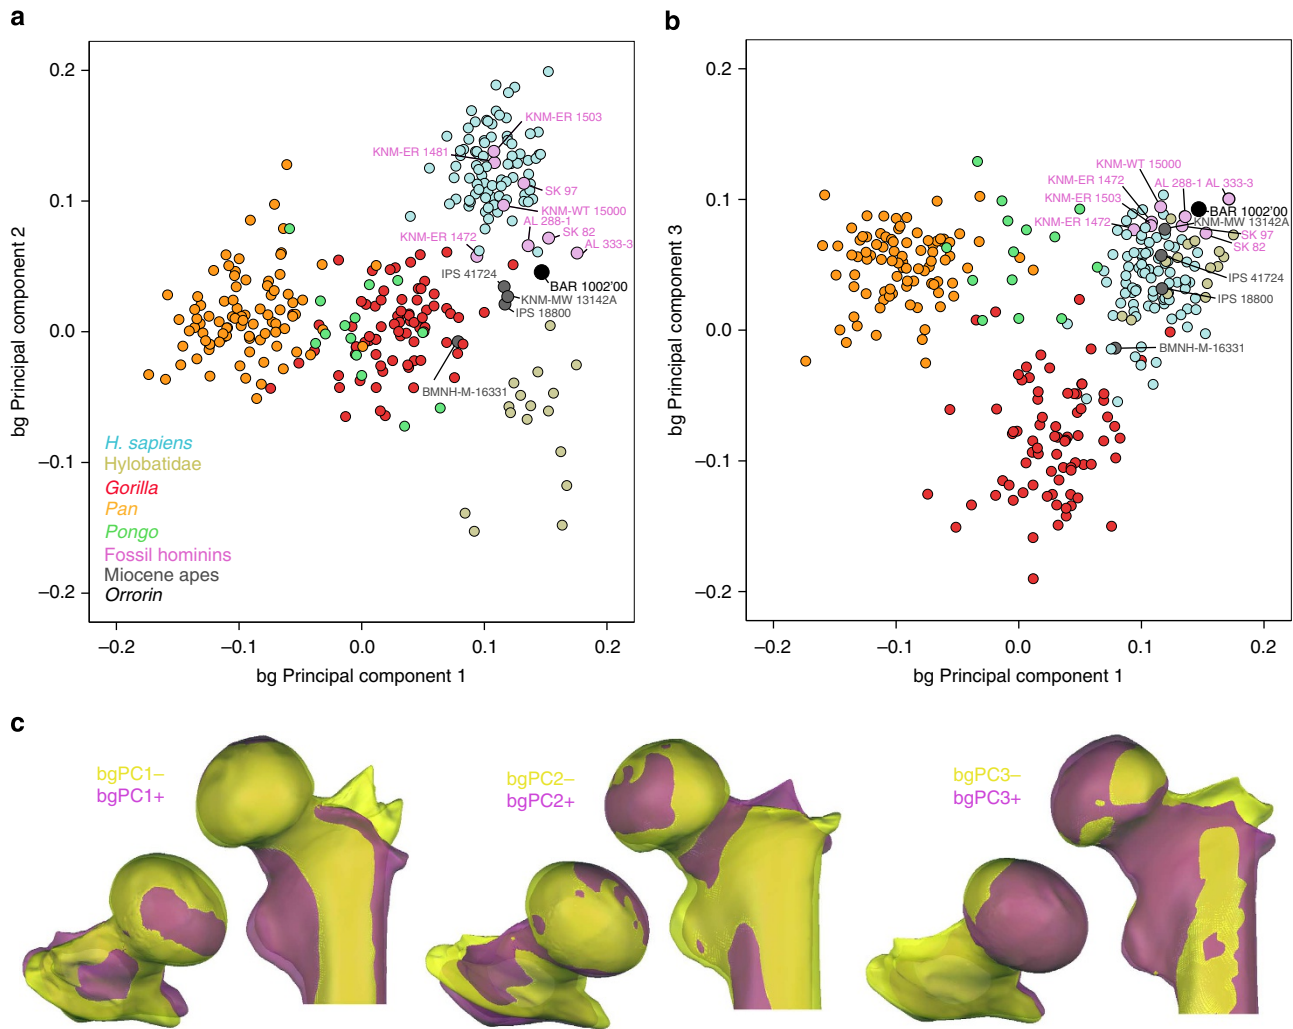 a
0.2
0.1
0.0
−0.1
−0.2
−0.2
−0.1
0.0
0.1
0.2
bg Principal component 2
bg Principal component 1
KNM-ER 1503
KNM-ER 1481
SK 97
KNM-WT 15000
AL 288-1
SK 82
KNM-ER 1472
AL 333-3
IPS 41724
BAR 1002'00
KNM-MW 13142A
IPS 18800
BMNH-M-16331
H. sapiens
Hylobatidae
Gorilla
Pan
Pongo
Fossil hominins
Miocene apes
Orrorin
b
0.2
0.1
0.0
−0.1
−0.2
−0.2
−0.1
0.0
0.1
0.2
bg Principal component 3
bg Principal component 1
KNM-WT 15000
KNM-ER 1472
AL 288-1 AL 333-3
KNM-ER 1503
BAR 1002'00
KNM-ER 1472
KNM-MW 13142A
SK 97
SK 82
IPS 41724
IPS 18800
BMNH-M-16331
c
bgPC1−
bgPC1+
bgPC2−
bgPC2+
bgPC3−
bgPC3+